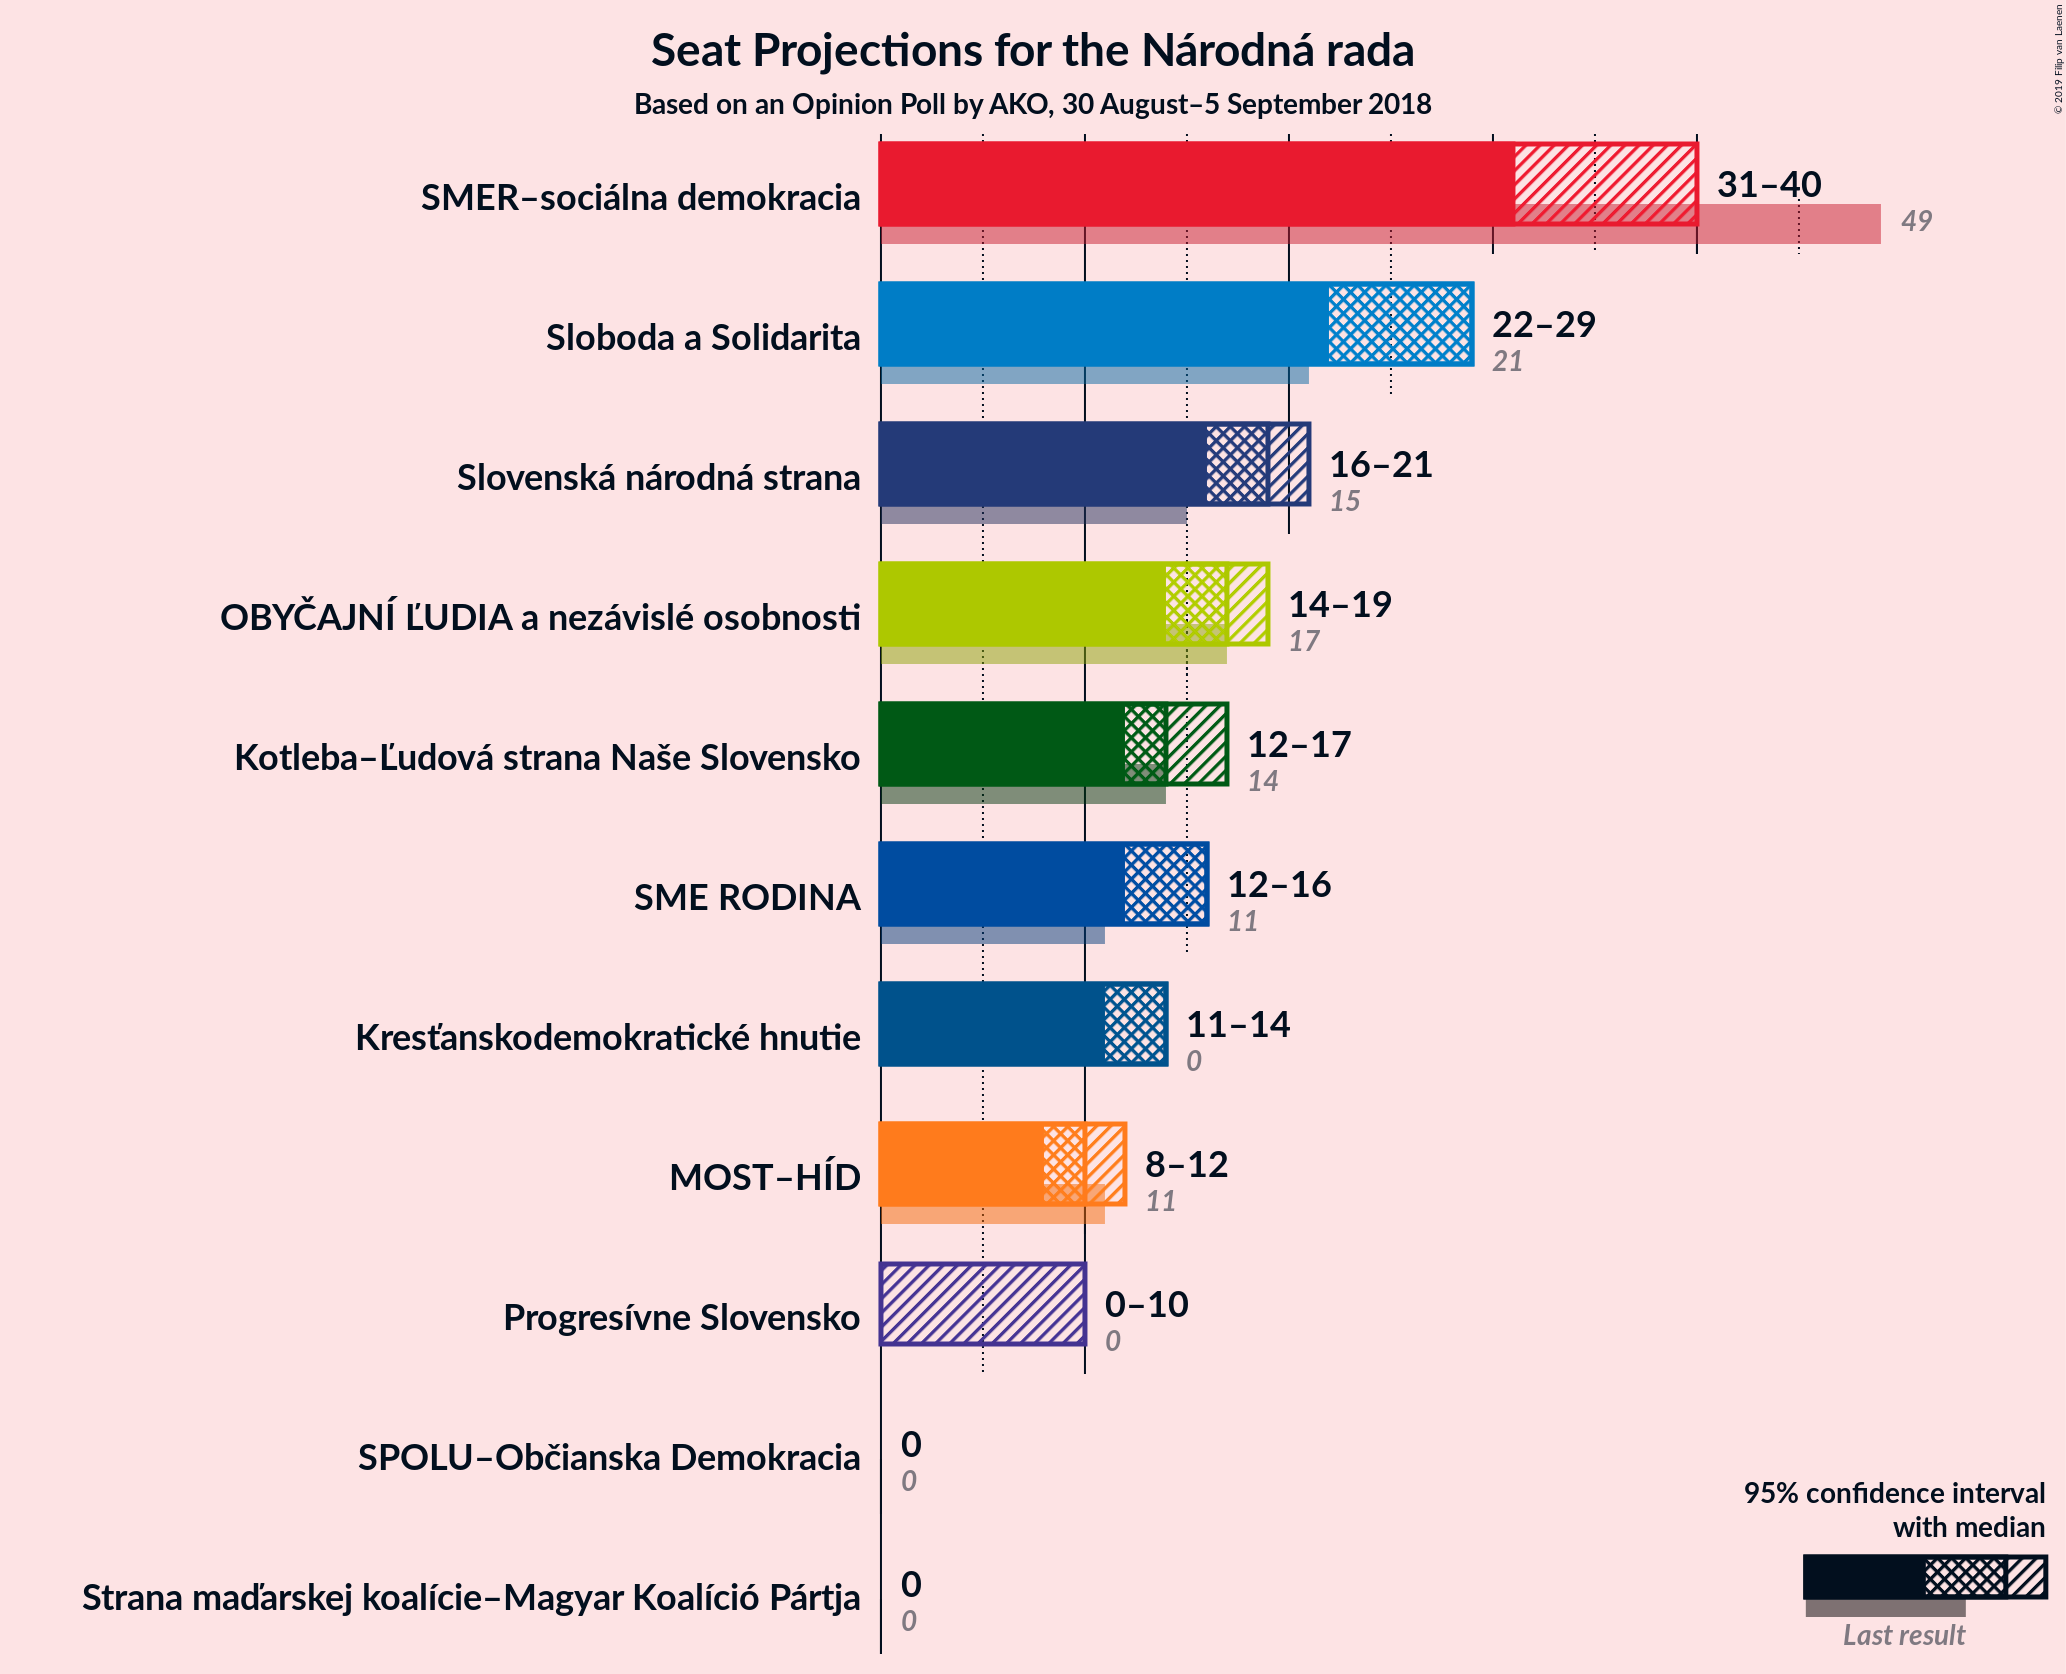 Seat Projections for the Národná rada
Based on an Opinion Poll by AKO, 30 August–5 September 2018
© 2019 Filip van Laenen
SMER–sociálna demokracia
31–40
49
Sloboda a Solidarita
22–29
21
Slovenská národná strana
16–21
15
OBYČAJNÍ ĽUDIA a nezávislé osobnosti
14–19
17
Kotleba–Ľudová strana Naše Slovensko
12–17
14
SME RODINA
12–16
11
Kresťanskodemokratické hnutie
11–14
0
MOST–HÍD
8–12
11
Progresívne Slovensko
0–10
0
SPOLU–Občianska Demokracia
0
0
Strana maďarskej koalície–Magyar Koalíció Pártja
0
0
95% confidence interval
with median
Last result